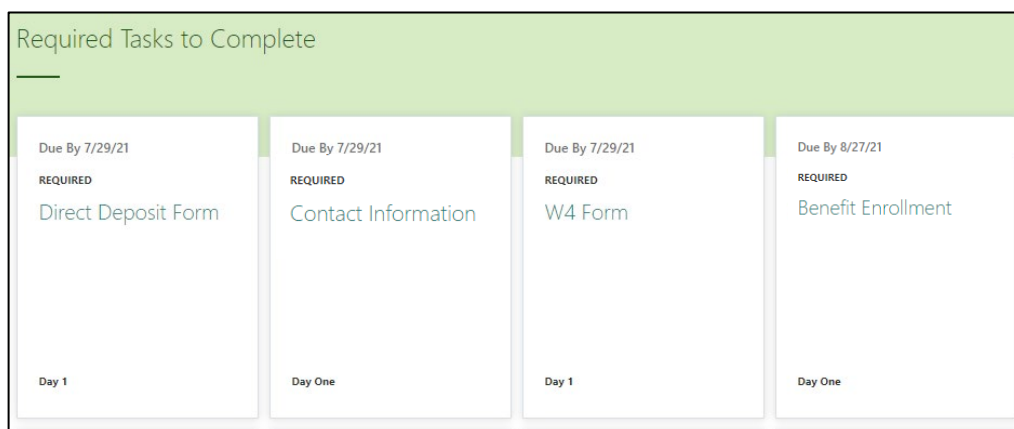 Required Tasks to Complete
Due By 7/29/21
REQUIRED
Direct Deposit Form
Day 1
Due By 7/29/21
REQUIRED
Contact Information
Day One
Due By 7/29/21
REQUIRED
W4 Form
Day 1
Due By 8/27/21
REQUIRED
Benefit Enrollment
Day One